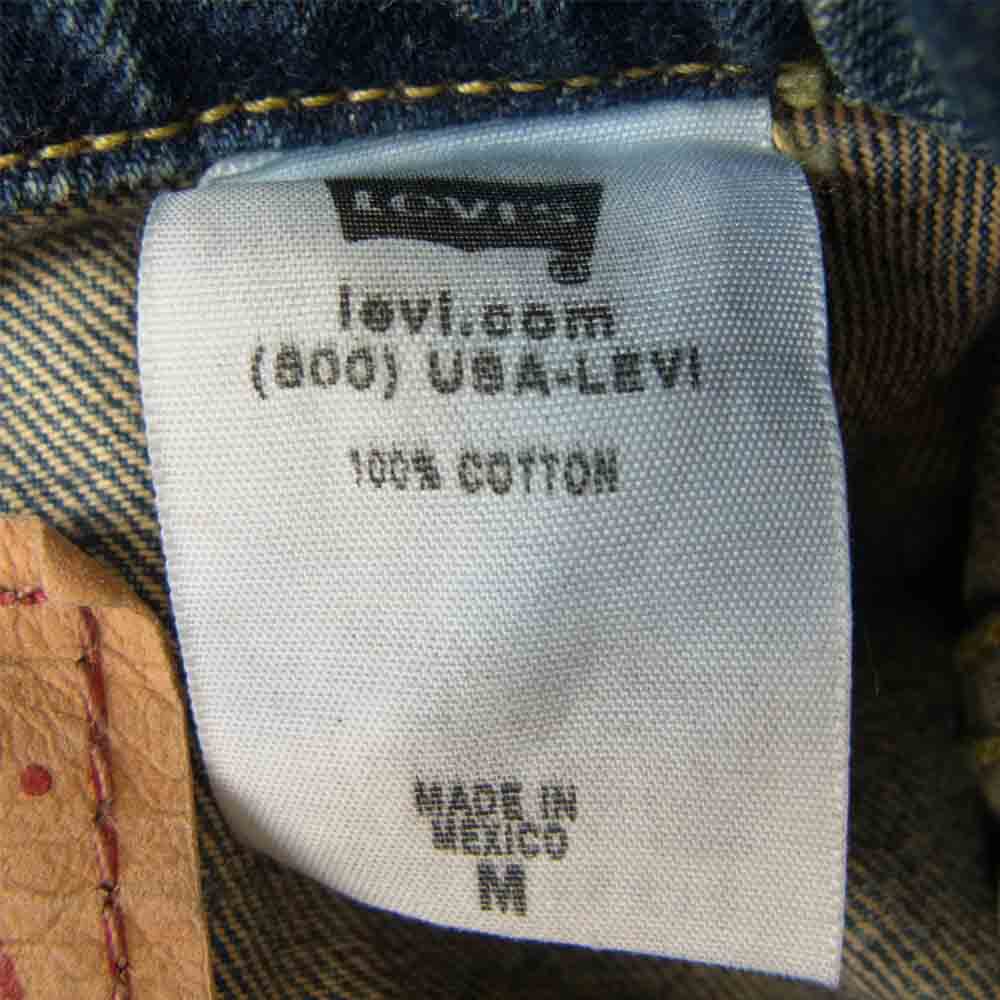 LEVI'S
®
levi.com
(800) USA-LEVI
100% COTTON
MADE IN
MEXICO
M